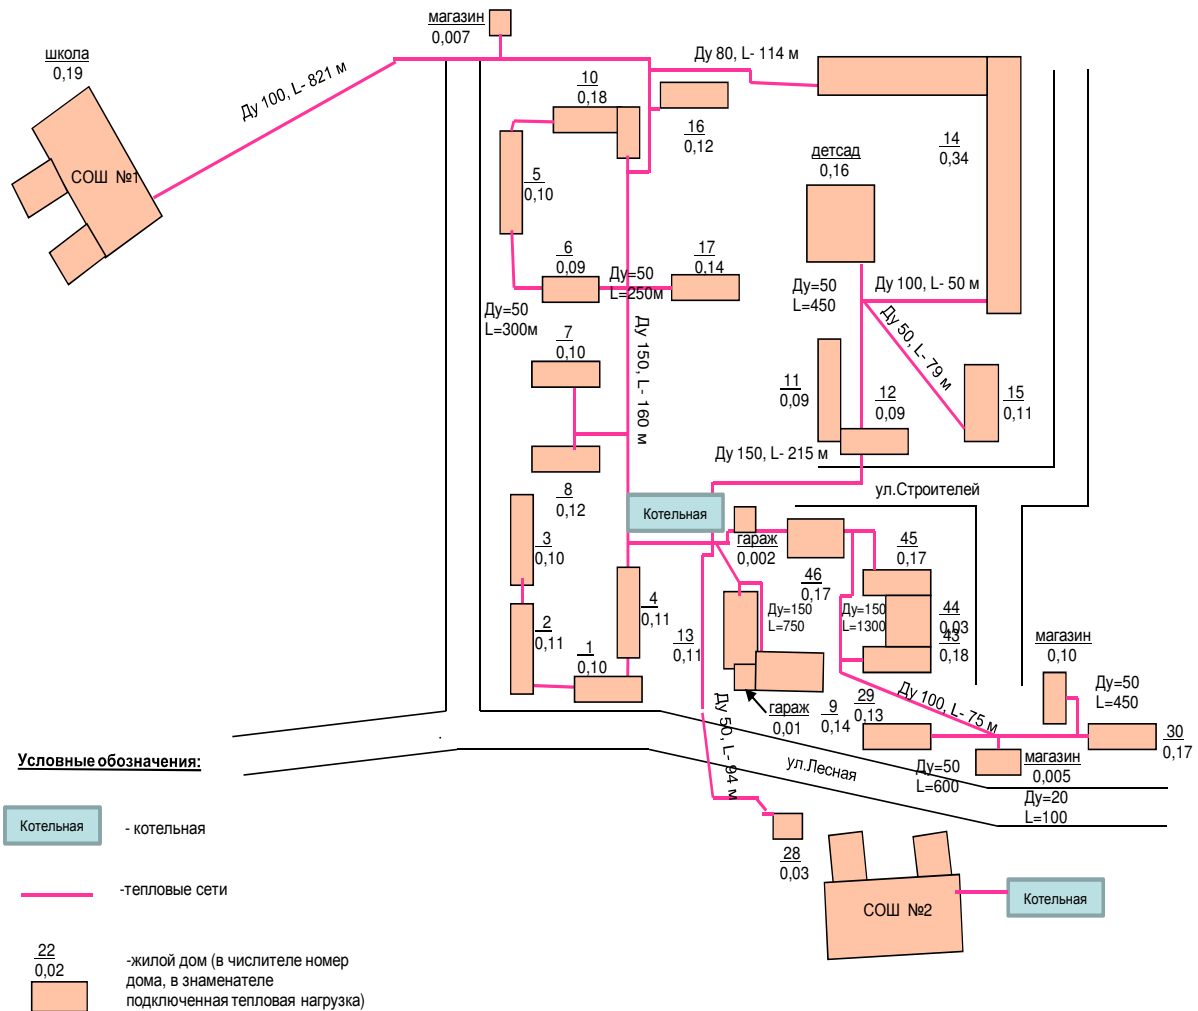 магазин
0,007
школа
0,19
Ду 100, L- 821 м
СОШ №1
10
0,18
Ду 80, L- 114 м
16
0,12
14
0,34
детсад
0,16
5
0,10
6
0,09
Ду=50
L=250м
17
0,14
Ду=50
L=300м
Ду=50
L=450
Ду 100, L- 50 м
Ду 50, L- 79 м
7
0,10
Ду 150, L- 160 м
11
0,09
12
0,09
15
0,11
8
0,12
Ду 150, L- 215 м
ул.Строителей
Котельная
3
0,10
гараж
0,002
46
0,17
45
0,17
4
0,11
2
0,11
1
0,10
13
0,11
Ду=150
L=750
Ду=150
L=1300
44
0,03
43
0,18
магазин
0,10
Ду=50
L=450
гараж
0,01
9
0,14
29
0,13
Ду 100, L- 75 м
30
0,17
Ду 50, L- 94 м
ул.Лесная
Ду=50
L=600
магазин
0,005
Ду=20
L=100
28
0,03
СОШ №2
Котельная
Условные обозначения:
Котельная
- котельная
-тепловые сети
22
0,02
-жилой дом (в числителе номер
дома, в знаменателе
подключенная тепловая нагрузка)